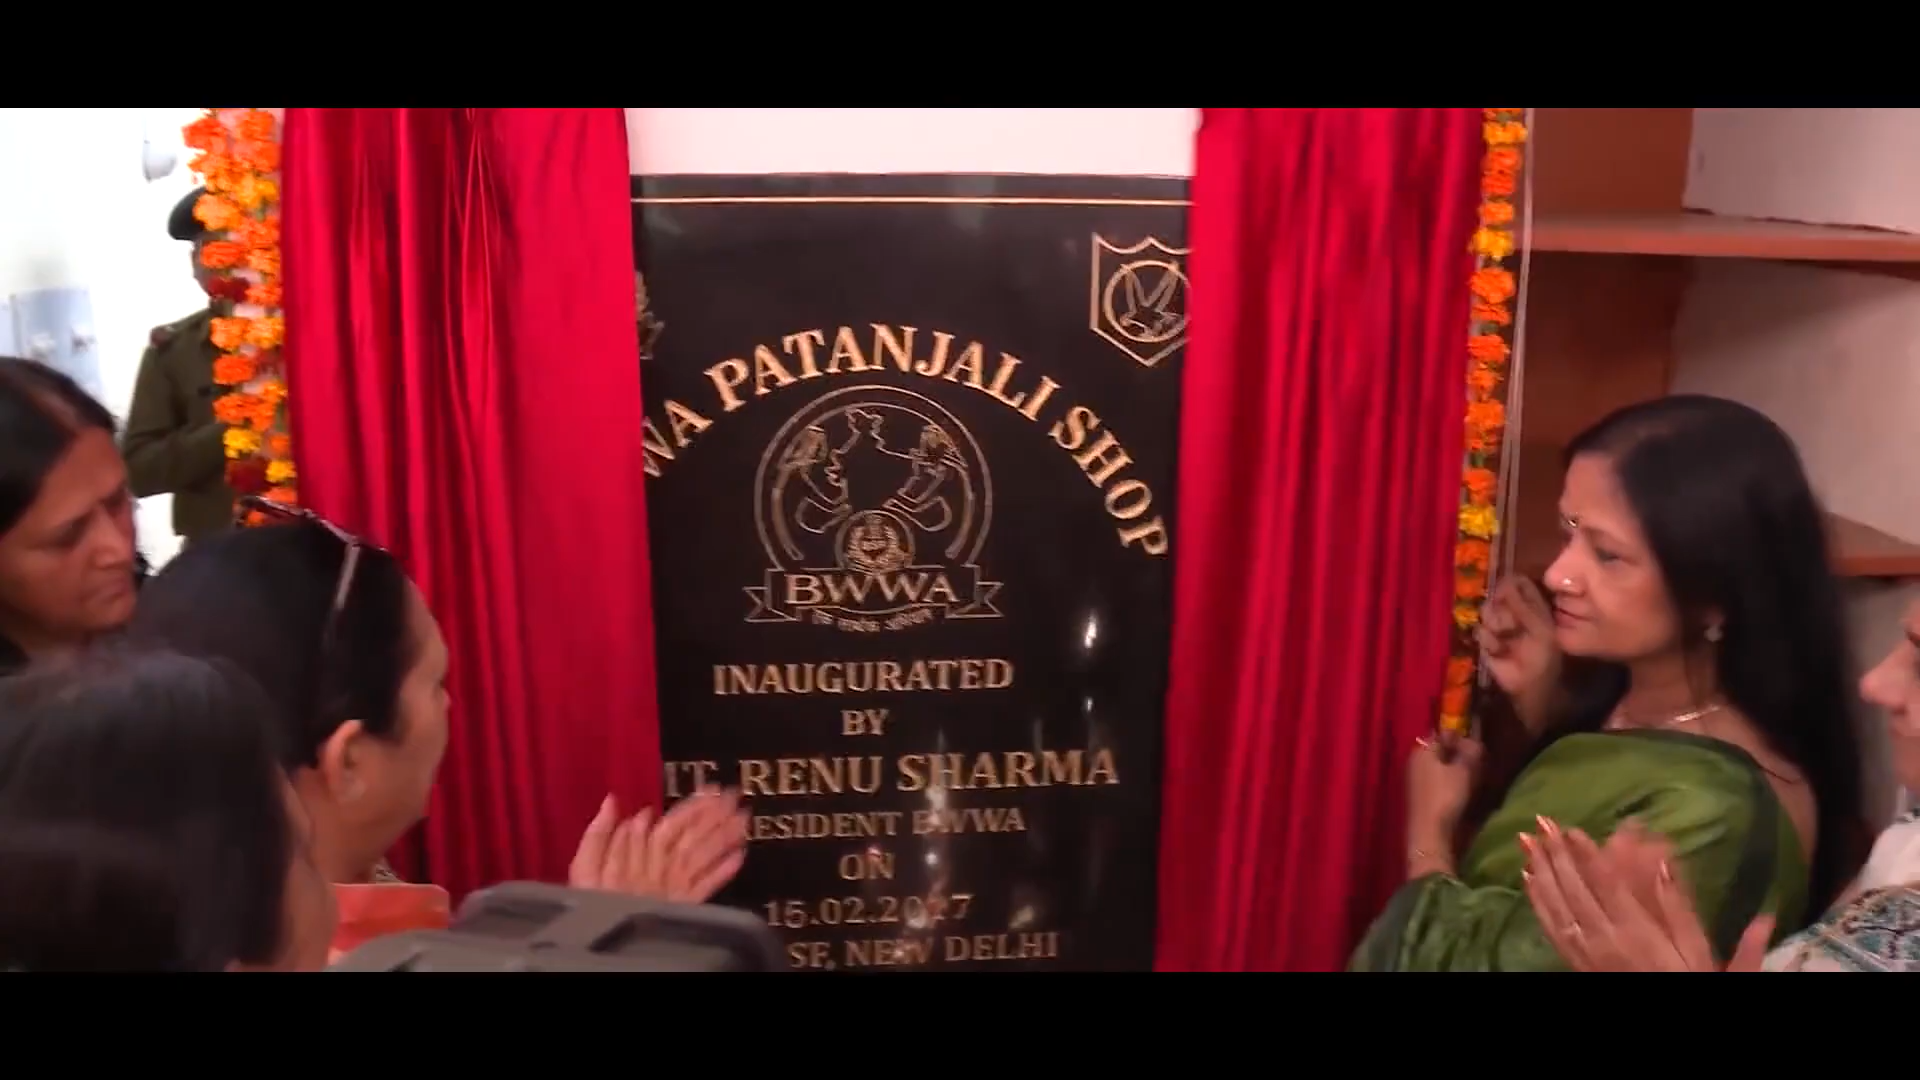 WA PATANJALI SHOP
BWWA
INAUGURATED
BY
IT. RENU SHARMA
RESIDENT BWWA
ON
15.02.2017
SF, NEW DELHI